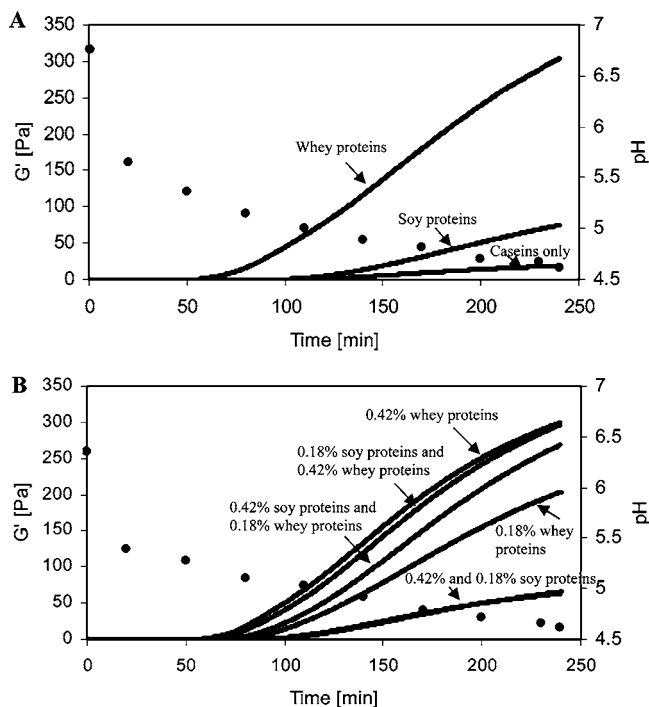 A
350
300
250
200
150
100
50
0
G' [Pa]
7
6.5
6
5.5
5
4.5
pH
Whey proteins
Soy proteins
Caseins only
0
50
100
150
200
250
Time [min]
B
350
300
250
200
150
100
50
0
G' [Pa]
7
6.5
6
5.5
5
4.5
pH
0.42% whey proteins
0.18% soy proteins and
0.42% whey proteins
0.42% soy proteins and
0.18% whey proteins
0.18% whey
proteins
0.42% and 0.18% soy proteins
0
50
100
150
200
250
Time [min]